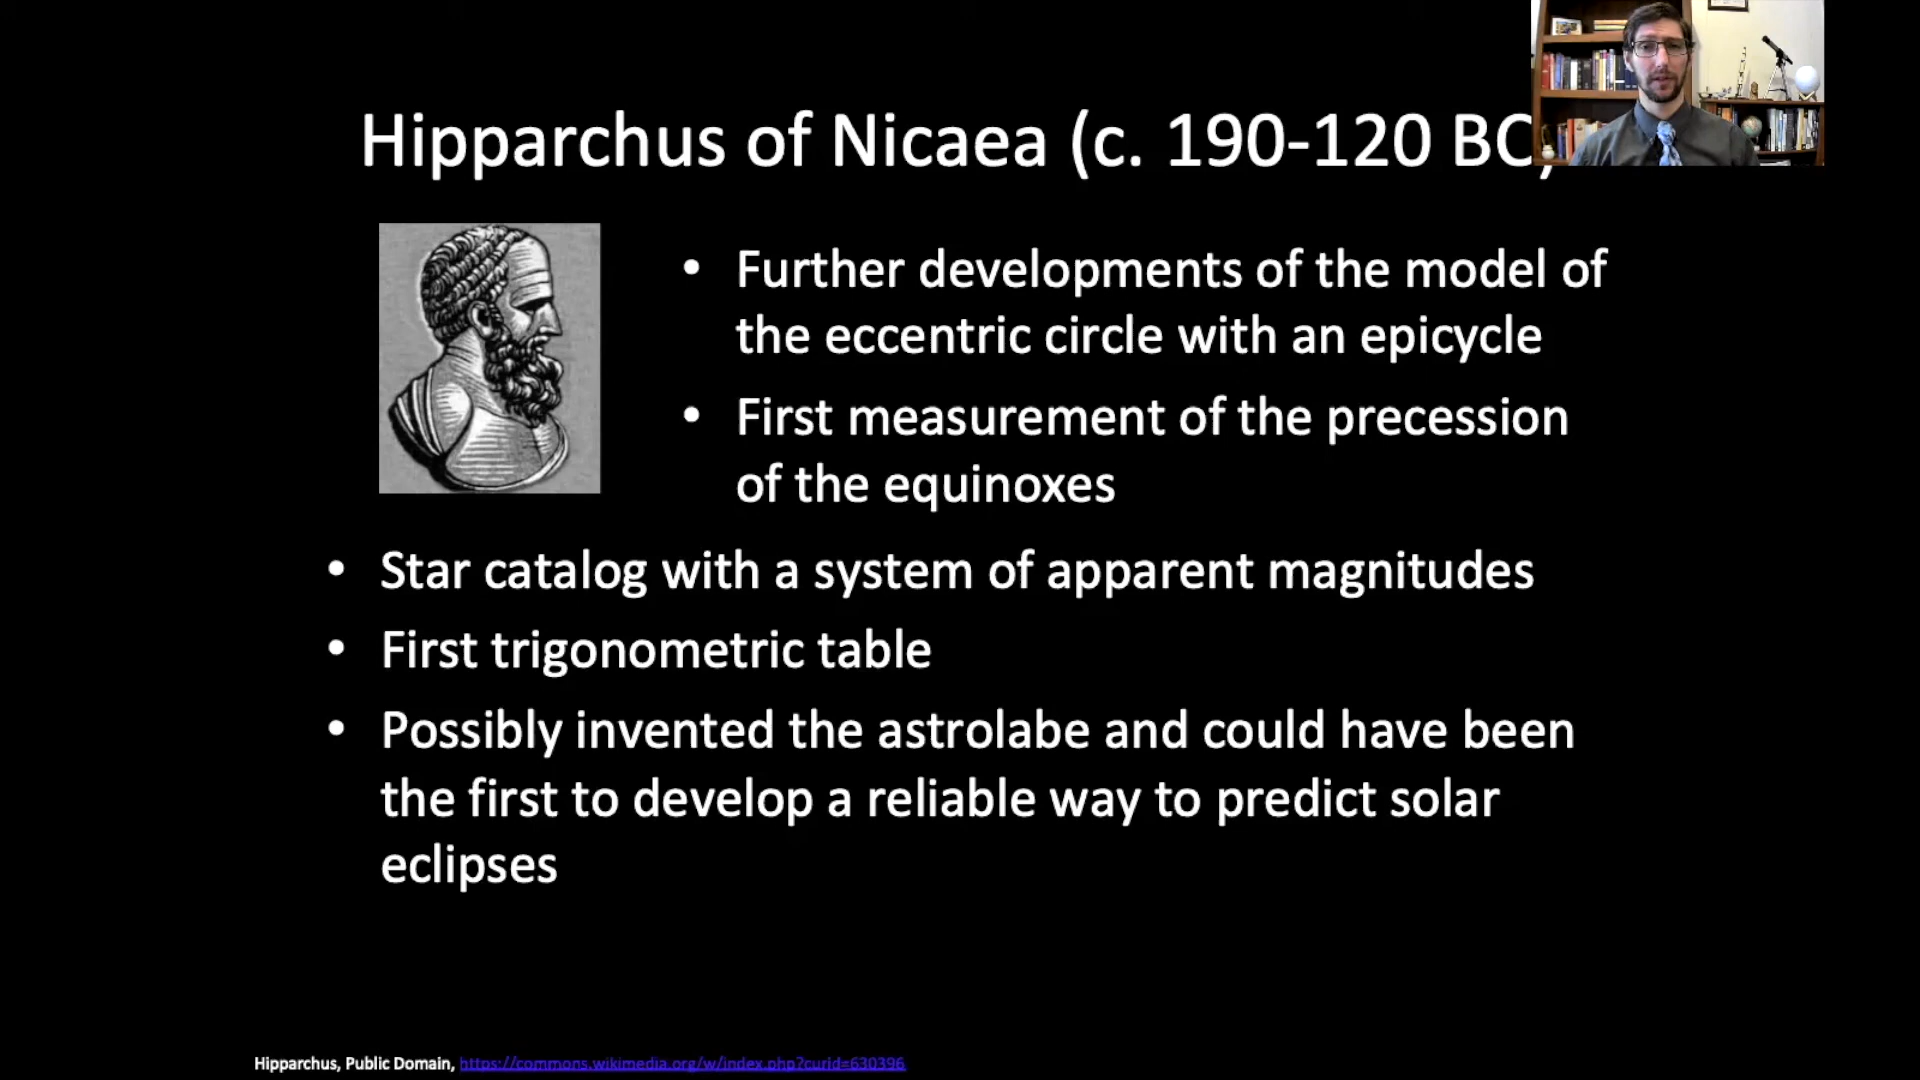 Hipparchus of Nicaea (c. 190-120 BC)
• Further developments of the model of
the eccentric circle with an epicycle
• First measurement of the precession
of the equinoxes
• Star catalog with a system of apparent magnitudes
• First trigonometric table
• Possibly invented the astrolabe and could have been
the first to develop a reliable way to predict solar
eclipses
Hipparchus, Public Domain, https://commons.wikimedia.org/w/index.php?curid=630396